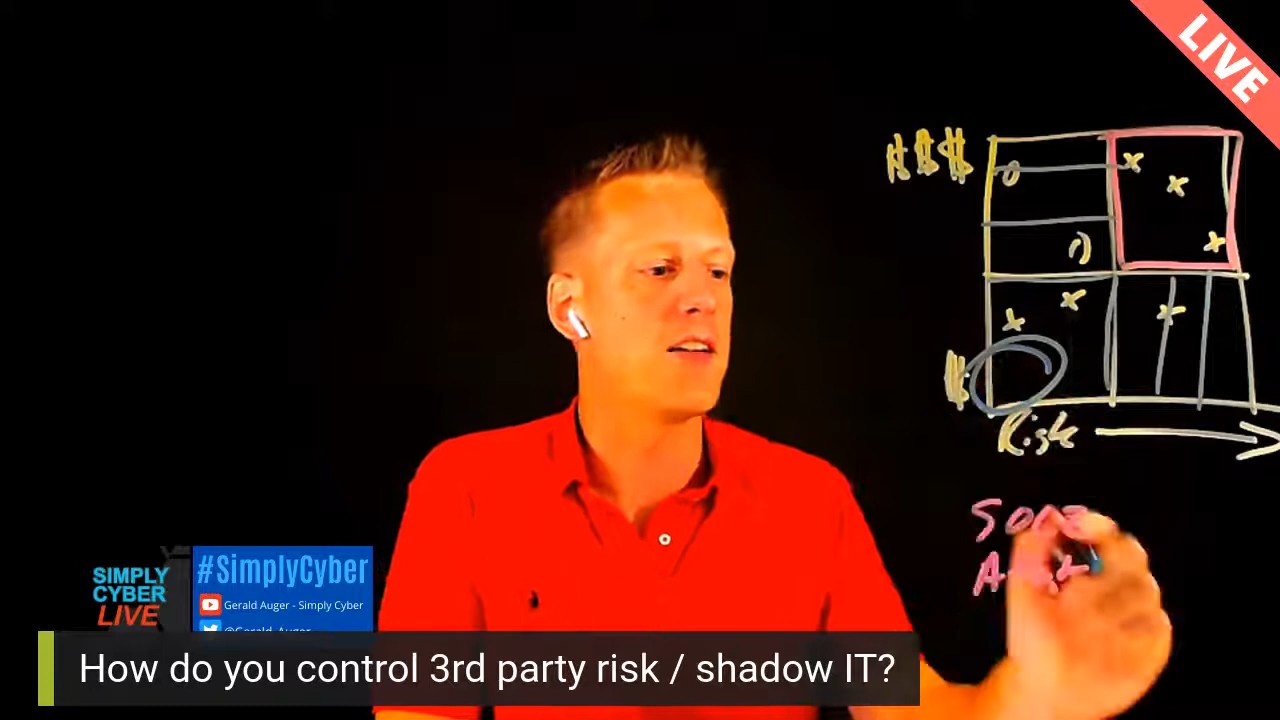 LIVE
$$$
$
Risk
SIMPLY
CYBER
LIVE
#SimplyCyber
Gerald Auger - Simply Cyber
How do you control 3rd party risk / shadow IT?